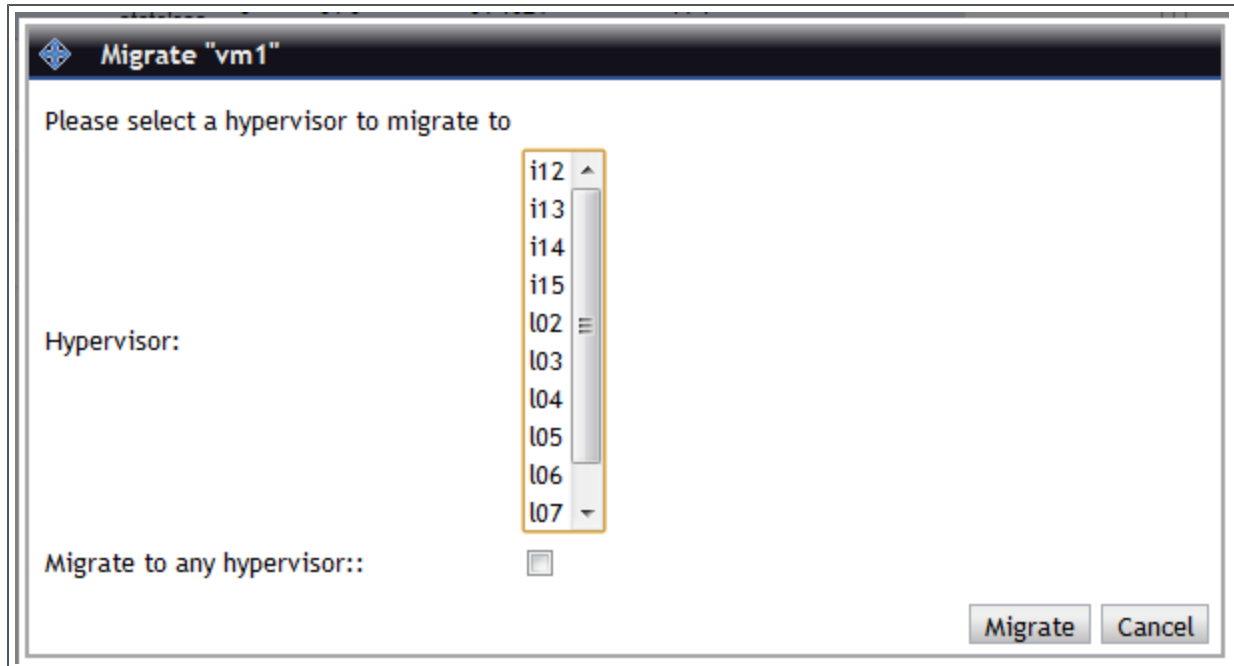 Migrate "vm1"
Please select a hypervisor to migrate to
Hypervisor:
i12
i13
i14
i15
l02
l03
l04
l05
l06
l07
Migrate to any hypervisor::
Migrate Cancel